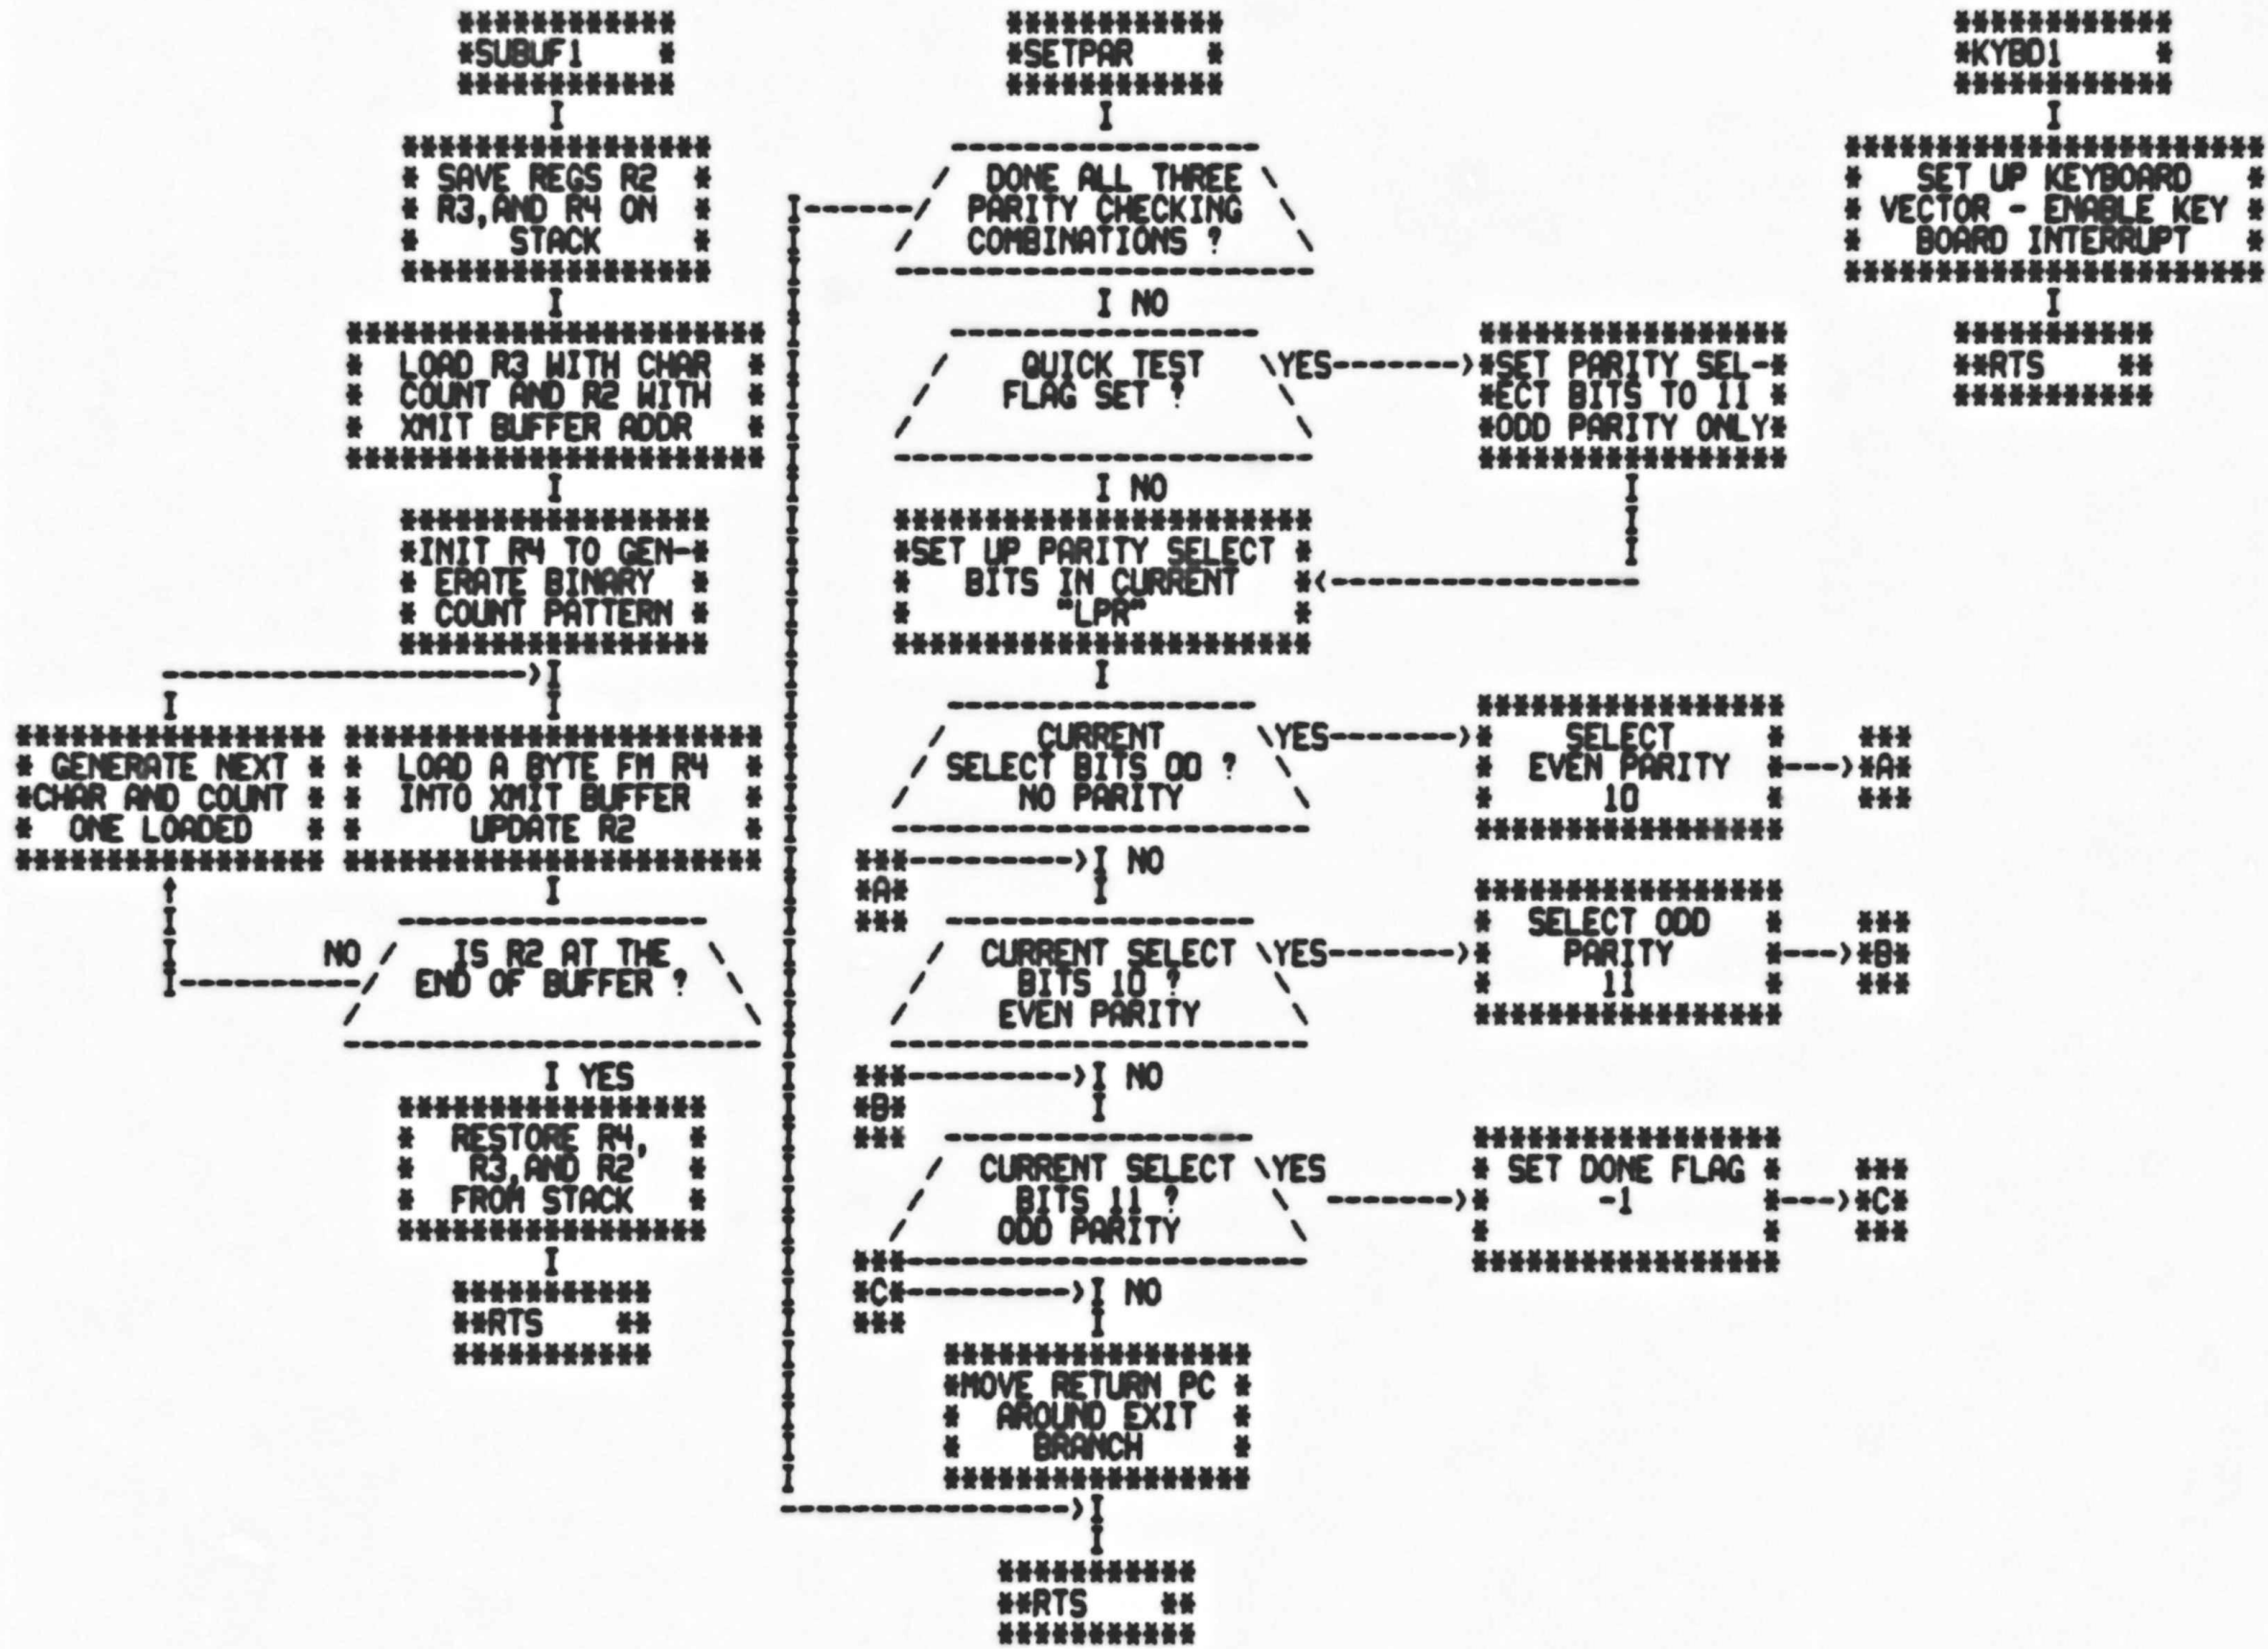 SUBUF1
SAVE REGS R2
R3,AND R4 ON
STACK
LOAD R3 WITH CHAR
COUNT AND R2 WITH
XMIT BUFFER ADDR
INIT R4 TO GEN-
ERATE BINARY
COUNT PATTERN
GENERATE NEXT
CHAR AND COUNT
ONE LOADED
LOAD A BYTE FM R4
INTO XMIT BUFFER
UPDATE R2
NO
IS R2 AT THE
END OF BUFFER ?
YES
RESTORE R4,
R3,AND R2
FROM STACK
RTS
SETPAR
DONE ALL THREE
PARITY CHECKING
COMBINATIONS ?
NO
QUICK TEST
FLAG SET ?
YES
SET PARITY SEL-
ECT BITS TO 11
ODD PARITY ONLY
NO
SET UP PARITY SELECT
BITS IN CURRENT
"LPR"
CURRENT
SELECT BITS 00 ?
NO PARITY
YES
SELECT
EVEN PARITY
10
A
NO
A
CURRENT SELECT
BITS 10 ?
EVEN PARITY
YES
SELECT ODD
PARITY
11
B
NO
B
CURRENT SELECT
BITS 11 ?
ODD PARITY
YES
SET DONE FLAG
-1
C
C
NO
MOVE RETURN PC
AROUND EXIT
BRANCH
RTS
KYBD1
SET UP KEYBOARD
VECTOR - ENABLE KEY
BOARD INTERRUPT
RTS